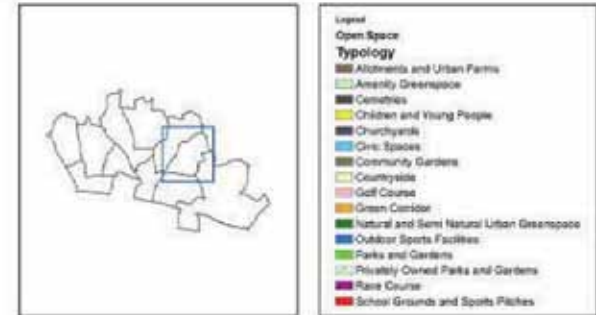 Legend
Open Space
Typology
Allotments and Urban Farms
Amenity Greenspace
Cemetries
Children and Young People
Churchyards
Civic Spaces
Community Gardens
Countryside
Golf Course
Green Corridor
Natural and Semi Natural Urban Greenspace
Outdoor Sports Facilities
Parks and Gardens
Privately Owned Parks and Gardens
Race Course
School Grounds and Sports Pitches